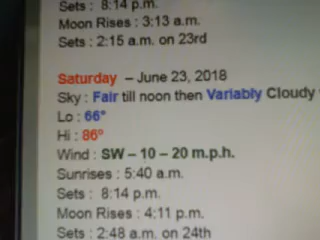 Sets : 8:14 p.m.
Moon Rises : 3:13 a.m.
Sets : 2:15 a.m. on 23rd
Saturday – June 23, 2018
Sky : Fair till noon then Variably Cloudy
Lo : 66°
Hi : 86°
Wind : SW – 10 – 20 m.p.h.
Sunrises : 5:40 a.m.
Sets : 8:14 p.m.
Moon Rises : 4:11 p.m.
Sets : 2:48 a.m. on 24th